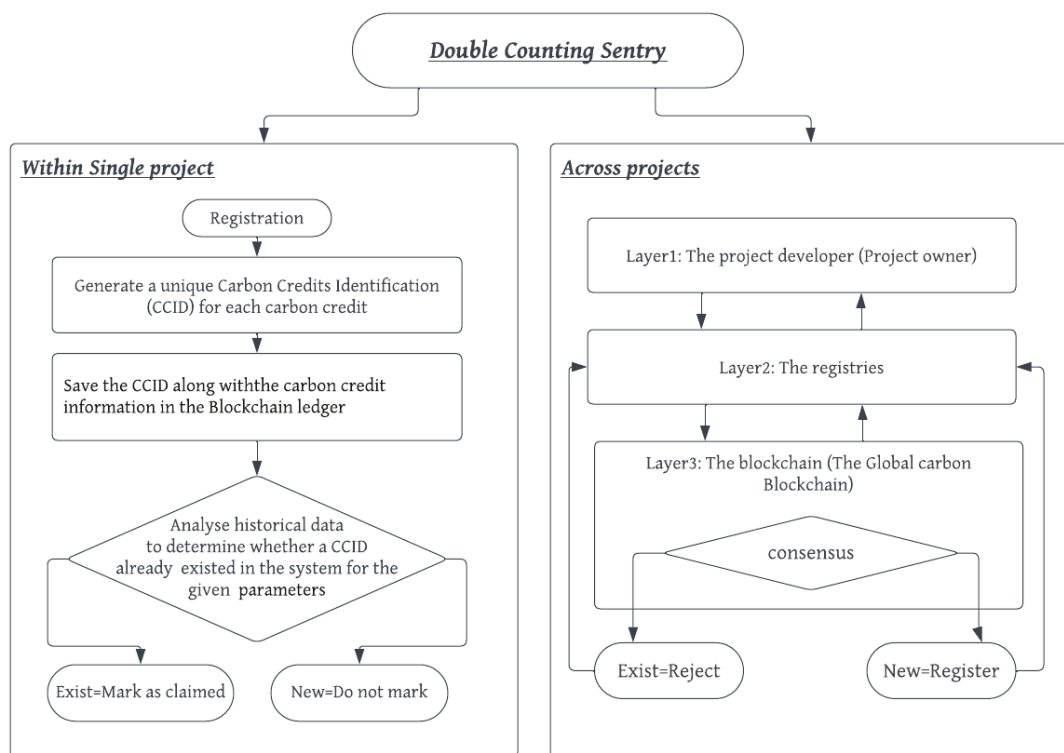 Double Counting Sentry
Within Single project
Registration
Generate a unique Carbon Credits Identification
(CCID) for each carbon credit
Save the CCID along withthe carbon credit
information in the Blockchain ledger
Analyse historical data
to determine whether a CCID
already existed in the system for the
given parameters
Exist=Mark as claimed
New=Do not mark
Across projects
Layer1: The project developer (Project owner)
Layer2: The registries
Layer3: The blockchain (The Global carbon
Blockchain)
consensus
Exist=Reject
New=Register